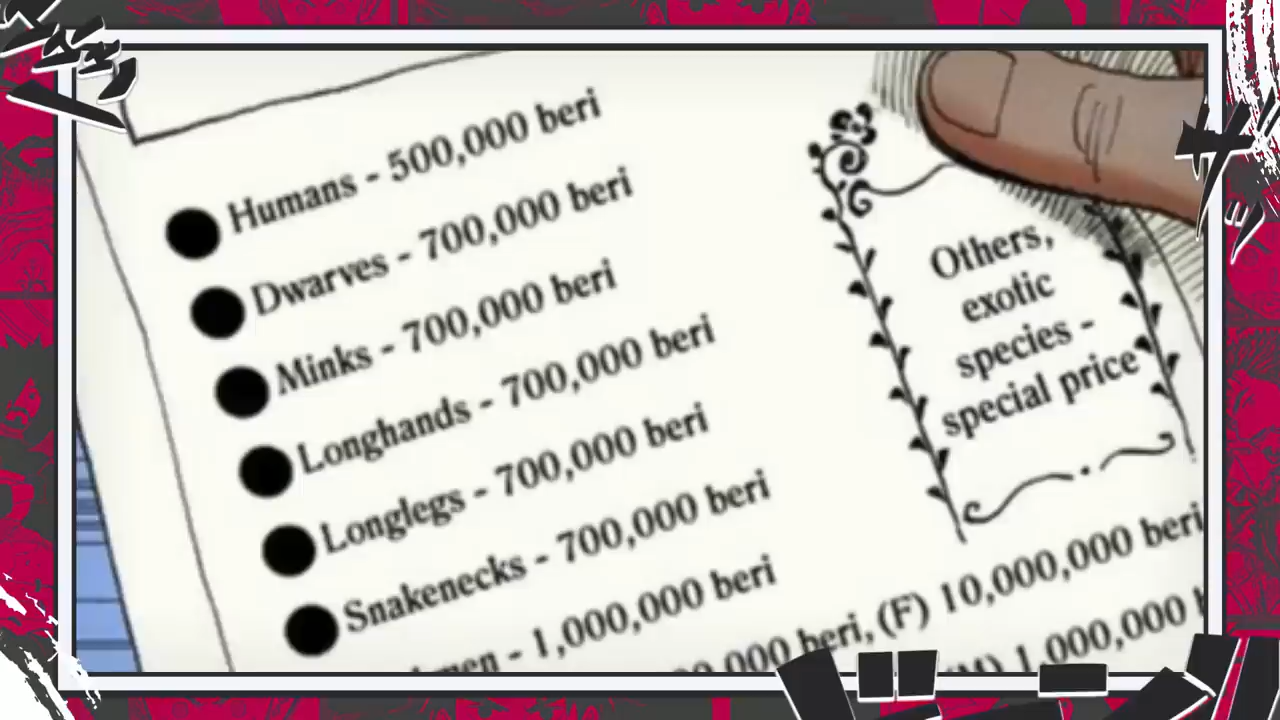 Humans - 500,000 beri
Dwarves - 700,000 beri
Minks - 700,000 beri
Longhands - 700,000 beri
Longlegs - 700,000 beri
Snakenecks - 700,000 beri
- 1,000,000 beri
beri, (F) 10,000,000 beri
1,000,000
Others,
exotic
species -
special price